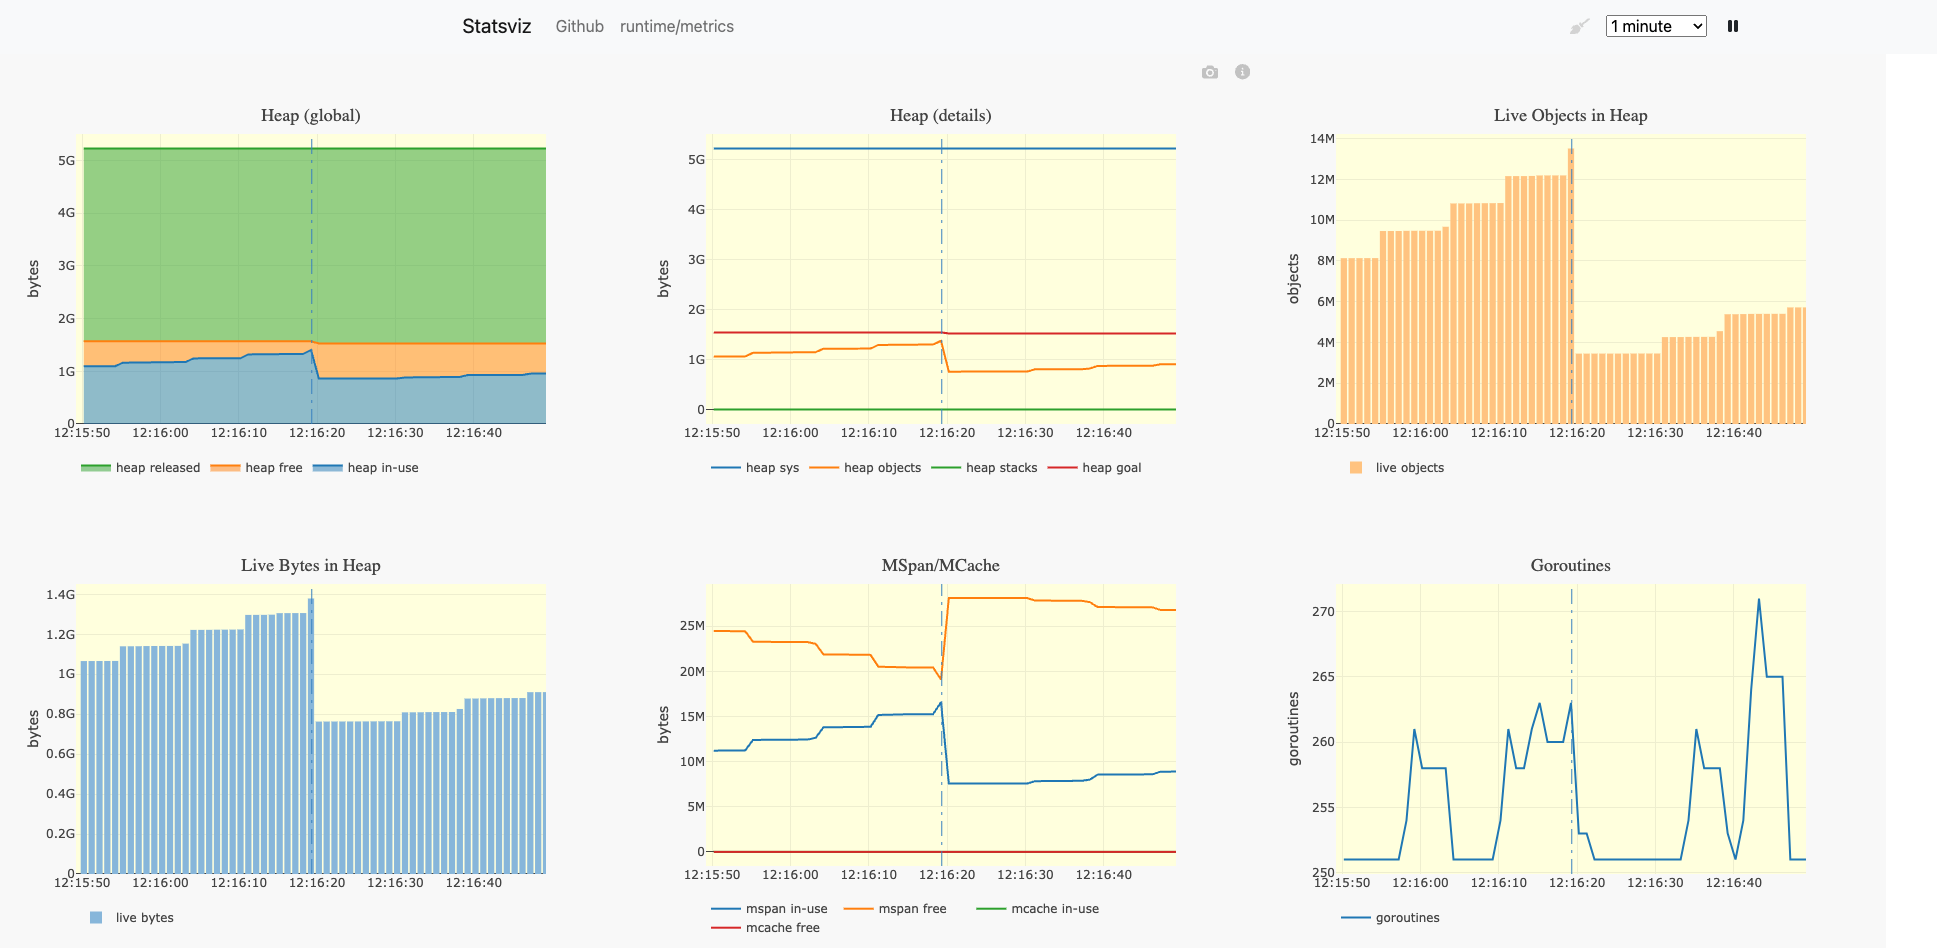 Statsviz Github runtime/metrics 1 minute
Heap (global)
5G
4G
3G
2G
1G
0
bytes
12:15:50 12:16:00 12:16:10 12:16:20 12:16:30 12:16:40
heap released heap free heap in-use
Heap (details)
5G
4G
3G
2G
1G
0
bytes
12:15:50 12:16:00 12:16:10 12:16:20 12:16:30 12:16:40
heap sys heap objects heap stacks heap goal
Live Objects in Heap
14M
12M
10M
8M
6M
4M
2M
0
objects
12:15:50 12:16:00 12:16:10 12:16:20 12:16:30 12:16:40
live objects
Live Bytes in Heap
1.4G
1.2G
1G
0.8G
0.6G
0.4G
0.2G
0
bytes
12:15:50 12:16:00 12:16:10 12:16:20 12:16:30 12:16:40
live bytes
MSpan/MCache
25M
20M
15M
10M
5M
0
bytes
12:15:50 12:16:00 12:16:10 12:16:20 12:16:30 12:16:40
mspan in-use mspan free mcache in-use
mcache free
Goroutines
270
265
260
255
250
goroutines
12:15:50 12:16:00 12:16:10 12:16:20 12:16:30 12:16:40
goroutines